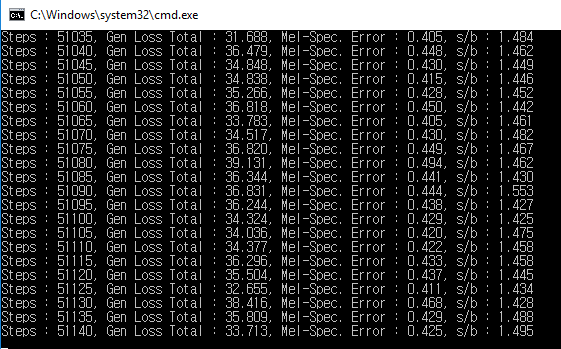 C:\Windows\system32\cmd.exe
Steps : 51035, Gen Loss Total : 31.688, Mel-Spec. Error : 0.405, s/b : 1.484
Steps : 51040, Gen Loss Total : 36.479, Mel-Spec. Error : 0.448, s/b : 1.462
Steps : 51045, Gen Loss Total : 34.848, Mel-Spec. Error : 0.430, s/b : 1.449
Steps : 51050, Gen Loss Total : 34.838, Mel-Spec. Error : 0.415, s/b : 1.446
Steps : 51055, Gen Loss Total : 35.266, Mel-Spec. Error : 0.428, s/b : 1.452
Steps : 51060, Gen Loss Total : 36.818, Mel-Spec. Error : 0.450, s/b : 1.442
Steps : 51065, Gen Loss Total : 33.783, Mel-Spec. Error : 0.405, s/b : 1.461
Steps : 51070, Gen Loss Total : 34.517, Mel-Spec. Error : 0.430, s/b : 1.482
Steps : 51075, Gen Loss Total : 36.820, Mel-Spec. Error : 0.449, s/b : 1.467
Steps : 51080, Gen Loss Total : 39.131, Mel-Spec. Error : 0.494, s/b : 1.462
Steps : 51085, Gen Loss Total : 36.344, Mel-Spec. Error : 0.441, s/b : 1.430
Steps : 51090, Gen Loss Total : 36.831, Mel-Spec. Error : 0.444, s/b : 1.553
Steps : 51095, Gen Loss Total : 36.244, Mel-Spec. Error : 0.438, s/b : 1.427
Steps : 51100, Gen Loss Total : 34.324, Mel-Spec. Error : 0.429, s/b : 1.425
Steps : 51105, Gen Loss Total : 34.036, Mel-Spec. Error : 0.420, s/b : 1.475
Steps : 51110, Gen Loss Total : 34.377, Mel-Spec. Error : 0.422, s/b : 1.458
Steps : 51115, Gen Loss Total : 36.296, Mel-Spec. Error : 0.433, s/b : 1.458
Steps : 51120, Gen Loss Total : 35.504, Mel-Spec. Error : 0.437, s/b : 1.445
Steps : 51125, Gen Loss Total : 32.655, Mel-Spec. Error : 0.411, s/b : 1.434
Steps : 51130, Gen Loss Total : 38.416, Mel-Spec. Error : 0.468, s/b : 1.428
Steps : 51135, Gen Loss Total : 35.809, Mel-Spec. Error : 0.429, s/b : 1.488
Steps : 51140, Gen Loss Total : 33.713, Mel-Spec. Error : 0.425, s/b : 1.495